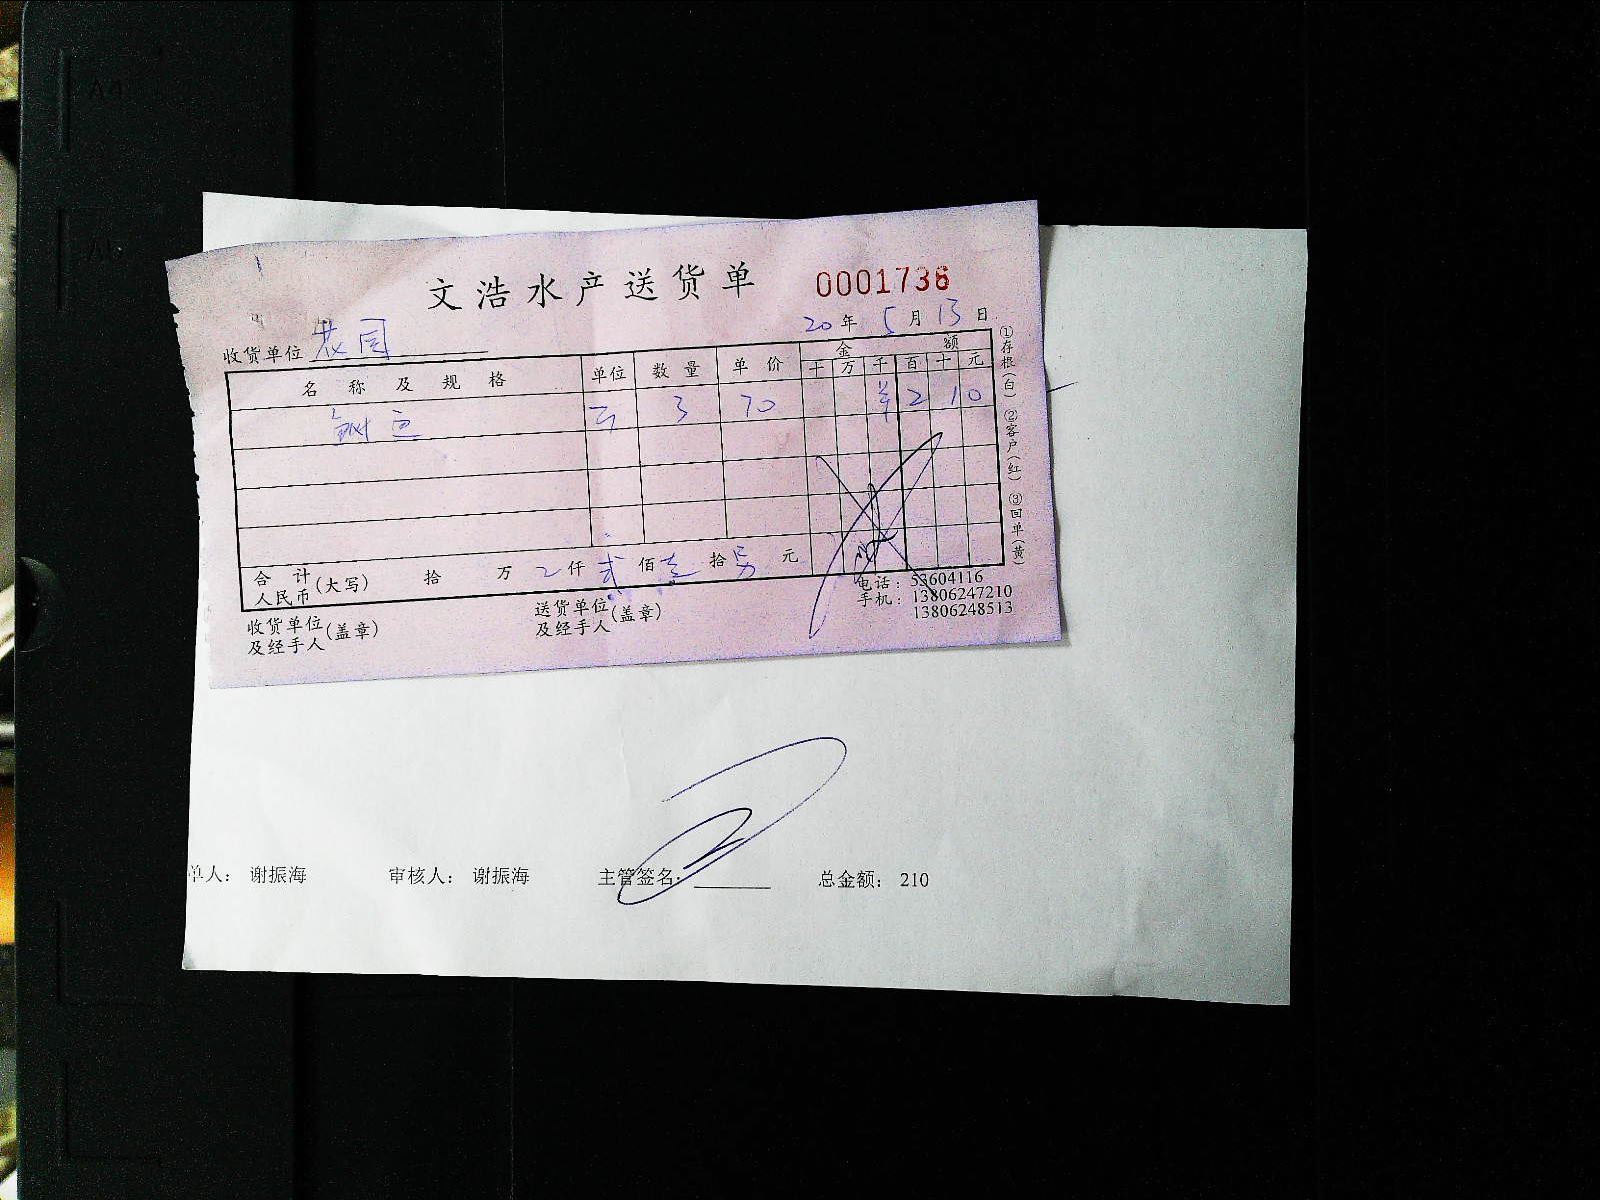 文浩水产送货单 0001736
20年5月13日
收货单位 花园
名称及规格 单位 数量 单价 金额
十 万 千 百 十 元
3 70 ¥ 2 1 0
合计 人民币(大写) 拾 万 仟 贰 佰 壹 拾 元
收货单位及经手人(盖章)
送货单位及经手人(盖章)
电话:53604116
手机:13806247210
13806248513
①存根(白) ②客户(红) ③回单(黄)
单人: 谢振海 审核人: 谢振海 主管签名: 总金额: 210